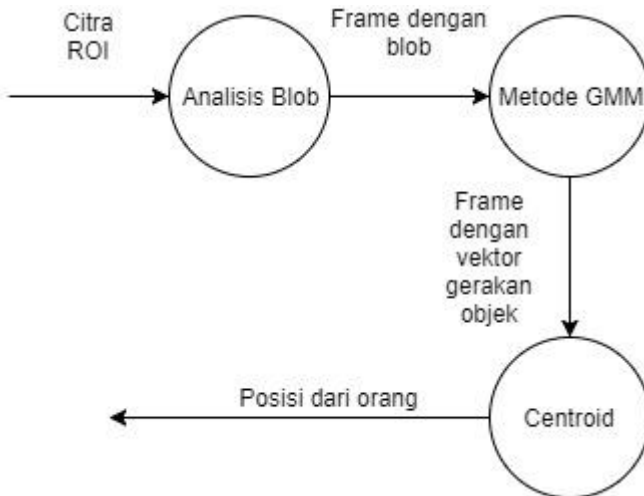 Citra
ROI
Frame dengan
blob
Analisis Blob
Metode GMM
Frame
dengan
vektor
gerakan
objek
Posisi dari orang
Centroid